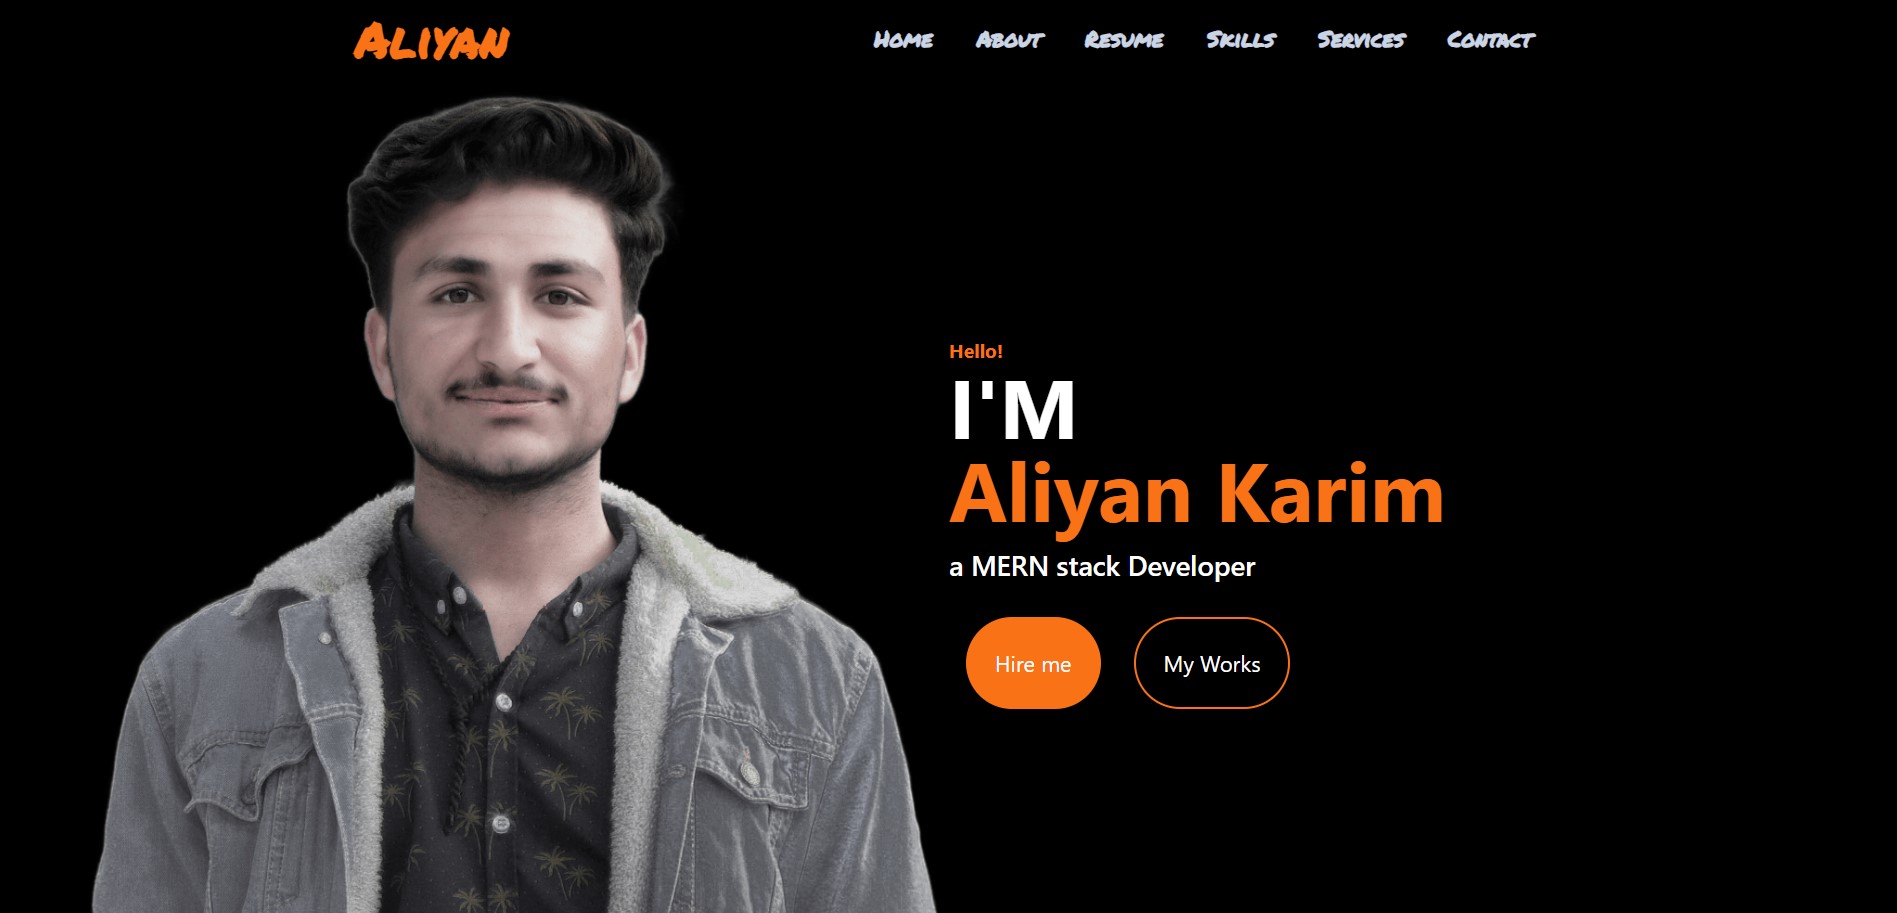 Aliyan
Home About Resume Skills Services Contact
Hello!
I'M
Aliyan Karim
a MERN stack Developer
Hire me My Works